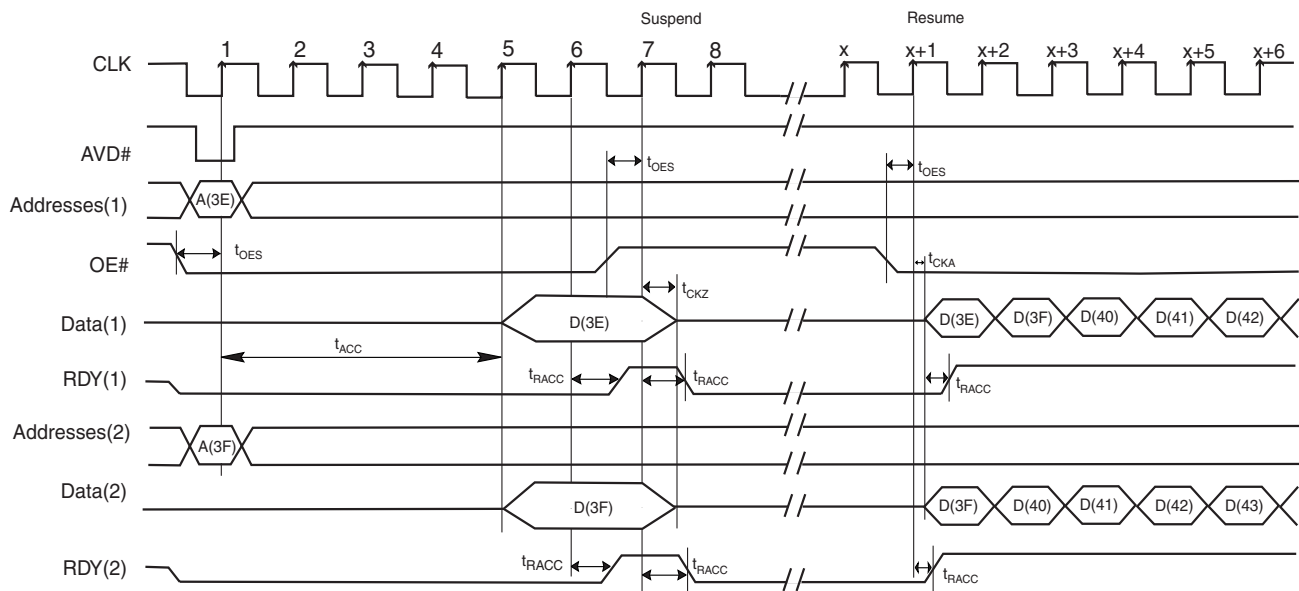 Suspend Resume
CLK 1 2 3 4 5 6 7 8 x x+1 x+2 x+3 x+4 x+5 x+6
AVD#
tOES tOES
Addresses(1) A(3E)
OE# tOES tCKA
tCKZ
Data(1) D(3E) D(3E) D(3F) D(40) D(41) D(42)
tACC
RDY(1) tRACC tRACC tRACC
Addresses(2) A(3F)
Data(2) D(3F) D(3F) D(40) D(41) D(42) D(43)
RDY(2) tRACC tRACC tRACC